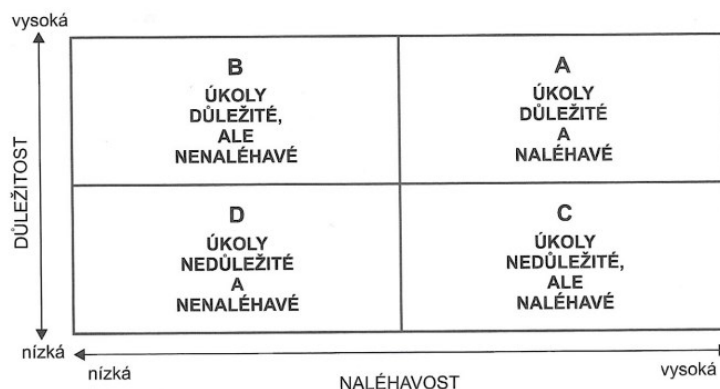 vysoká
B
ÚKOLY
DŮLEŽITÉ,
ALE
NENALÉHAVÉ
A
ÚKOLY
DŮLEŽITÉ
A
NALÉHAVÉ
DŮLEŽITOST
D
ÚKOLY
NEDŮLEŽITÉ
A
NENALÉHAVÉ
C
ÚKOLY
NEDŮLEŽITÉ,
ALE
NALÉHAVÉ
nízká
nízká
NALÉHAVOST
vysoká